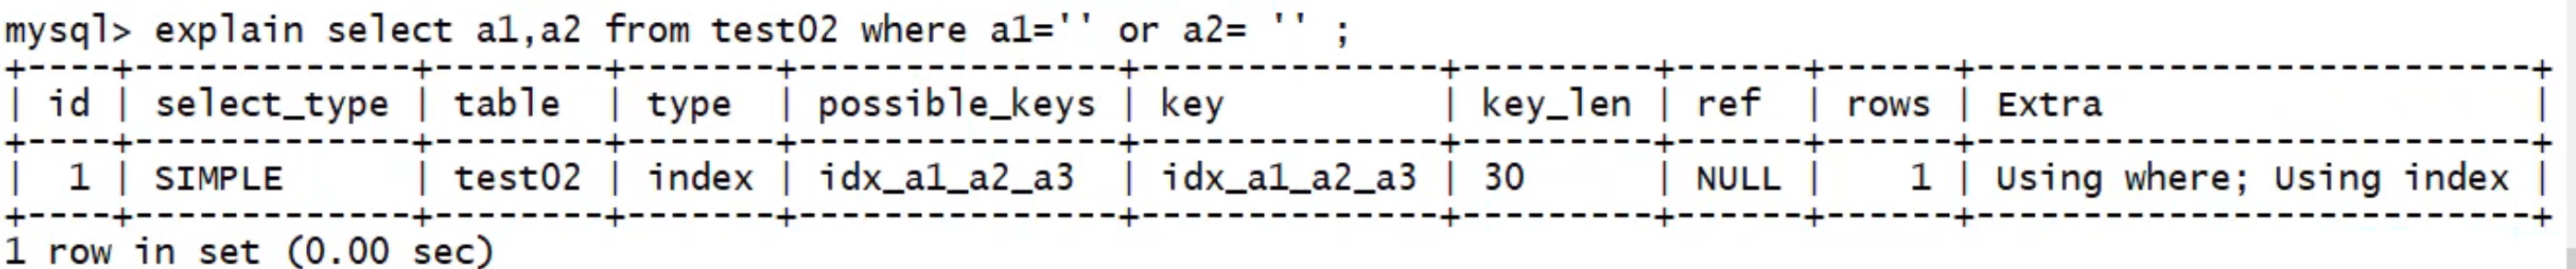 mysql> explain select a1,a2 from test02 where a1='' or a2= '' ;
+----+-------------+--------+-------+---------------+-------------+---------+------+------+--------------------------+
| id | select_type | table  | type  | possible_keys | key         | key_len | ref  | rows | Extra                    |
+----+-------------+--------+-------+---------------+-------------+---------+------+------+--------------------------+
|  1 | SIMPLE      | test02 | index | idx_a1_a2_a3  | idx_a1_a2_a3 | 30      | NULL |    1 | Using where; Using index |
+----+-------------+--------+-------+---------------+-------------+---------+------+------+--------------------------+
1 row in set (0.00 sec)